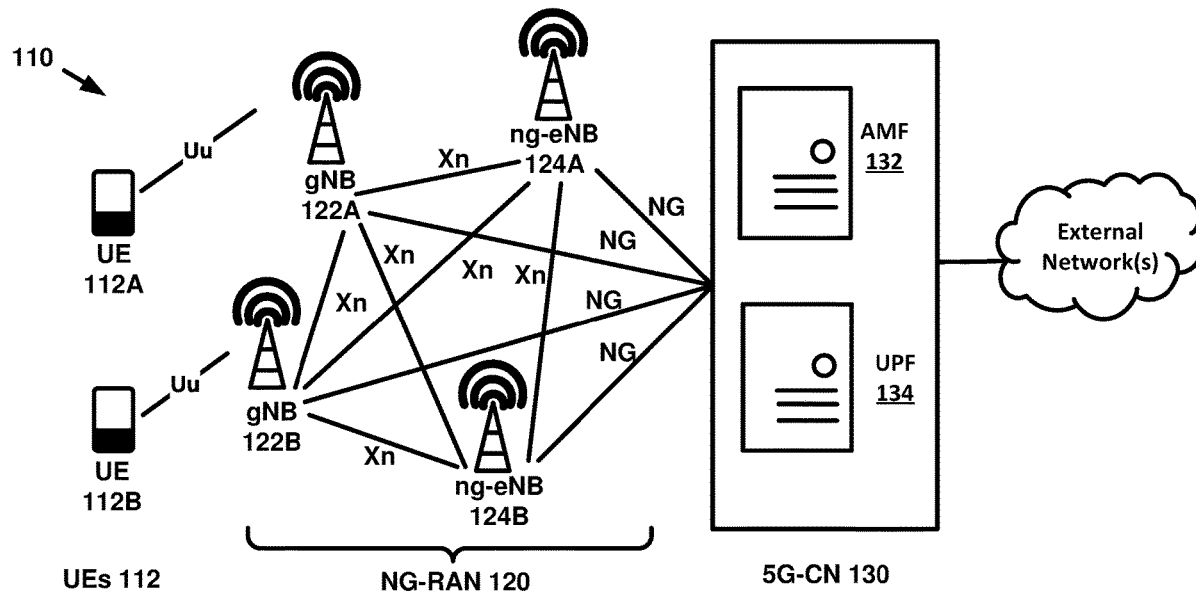 110
Uu
UE
112A
gNB
122A
Xn
ng-eNB
124A
NG
NG
Xn
Xn
Xn
Xn
NG
NG
Uu
UE
112B
gNB
122B
Xn
ng-eNB
124B
AMF
132
UPF
134
External
Network(s)
UEs 112
NG-RAN 120
5G-CN 130